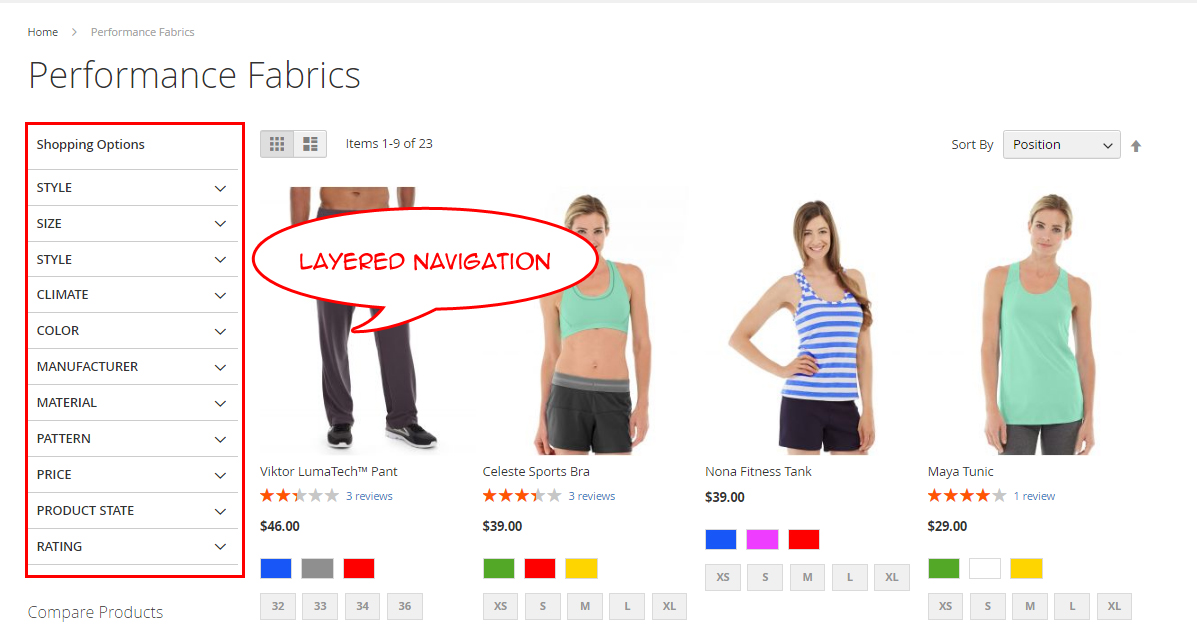 Home > Performance Fabrics
Performance Fabrics
Shopping Options
STYLE
SIZE
STYLE
CLIMATE
COLOR
MANUFACTURER
MATERIAL
PATTERN
PRICE
PRODUCT STATE
RATING
Compare Products
Items 1-9 of 23
Sort By Position
LAYERED NAVIGATION
Viktor LumaTech™ Pant
3 reviews
$46.00
32 33 34 36
Celeste Sports Bra
3 reviews
$39.00
XS S M L XL
Nona Fitness Tank
$39.00
XS S M L XL
Maya Tunic
1 review
$29.00
XS S M L XL